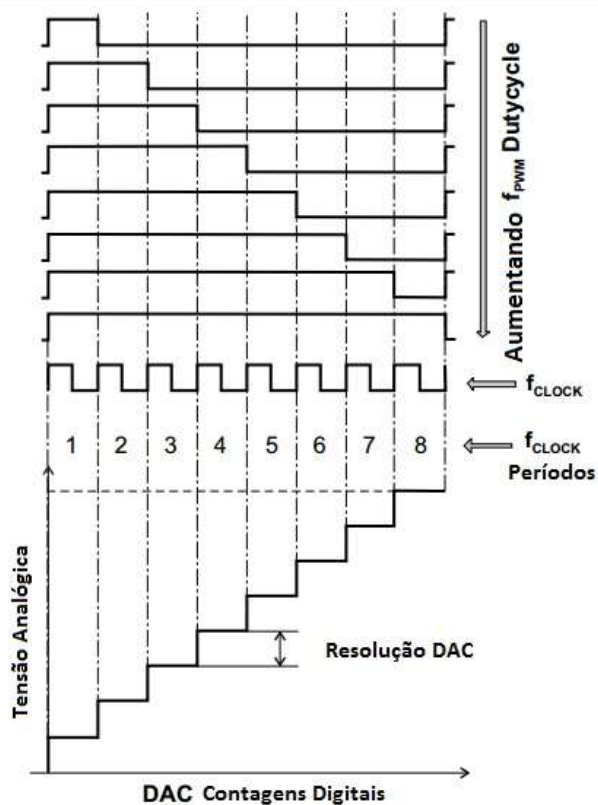 Aumentando fPWM Dutycycle
fCLOCK
1 2 3 4 5 6 7 8
fCLOCK
Períodos
Tensão Analógica
Resolução DAC
DAC Contagens Digitais